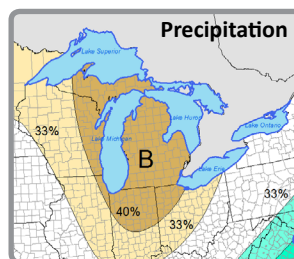 Precipitation
Lake Superior
33%
Lake Huron
Lake Ontario
Lake Michigan
B
Lake Erie
33%
40%
33%